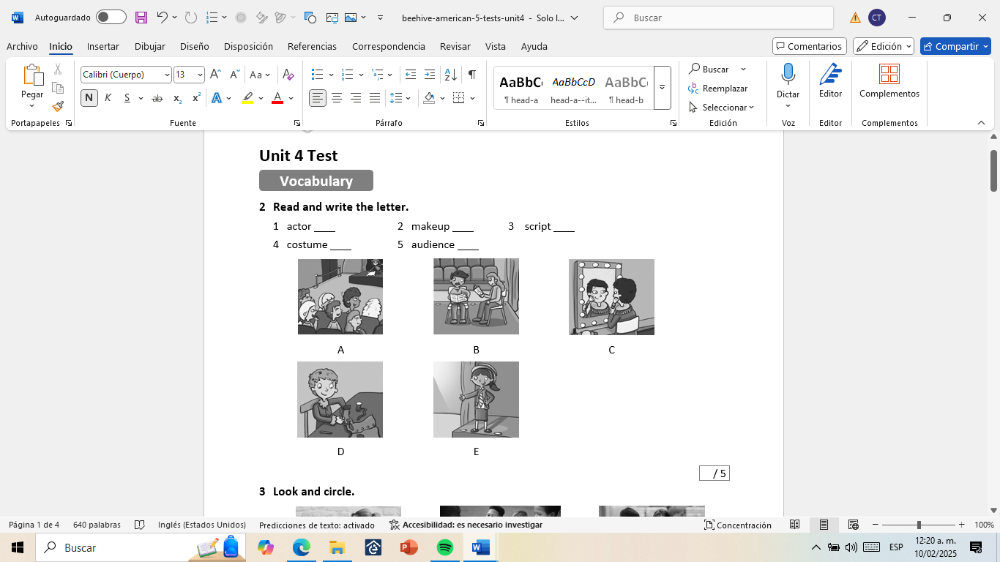 Autoguardado
beehive-american-5-tests-unit4 - Solo l...
Buscar
CT
Archivo Inicio Insertar Dibujar Diseño Disposición Referencias Correspondencia Revisar Vista Ayuda
Comentarios Edición Compartir
Pegar
Portapapeles
Calibri (Cuerpo) 13 A A Aa A
N K S ab x₂ x² A A
Fuente
Párrafo
AaBbC AaBbCcD AaBbC
¶ head-a head-a--it... ¶ head-b
Estilos
Buscar
Reemplazar
Seleccionar
Edición
Dictar
Voz
Editor
Editor
Complementos
Complementos
Unit 4 Test
Vocabulary
2 Read and write the letter.
1 actor ____ 2 makeup ____ 3 script ____
4 costume ____ 5 audience ____
A B C
D E
/ 5
3 Look and circle.
Página 1 de 4 640 palabras Inglés (Estados Unidos) Predicciones de texto: activado Accesibilidad: es necesario investigar Concentración 100%
Buscar
ESP
12:20 a. m.
10/02/2025